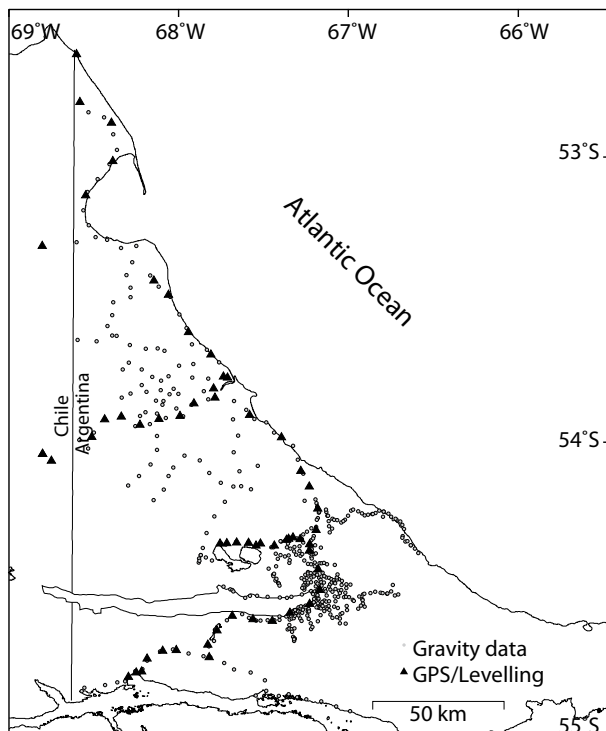 69˚W 68˚W 67˚W 66˚W
53˚S
Atlantic Ocean
Chile
Argentina
54˚S
Gravity data
GPS/Levelling
50 km
55˚S